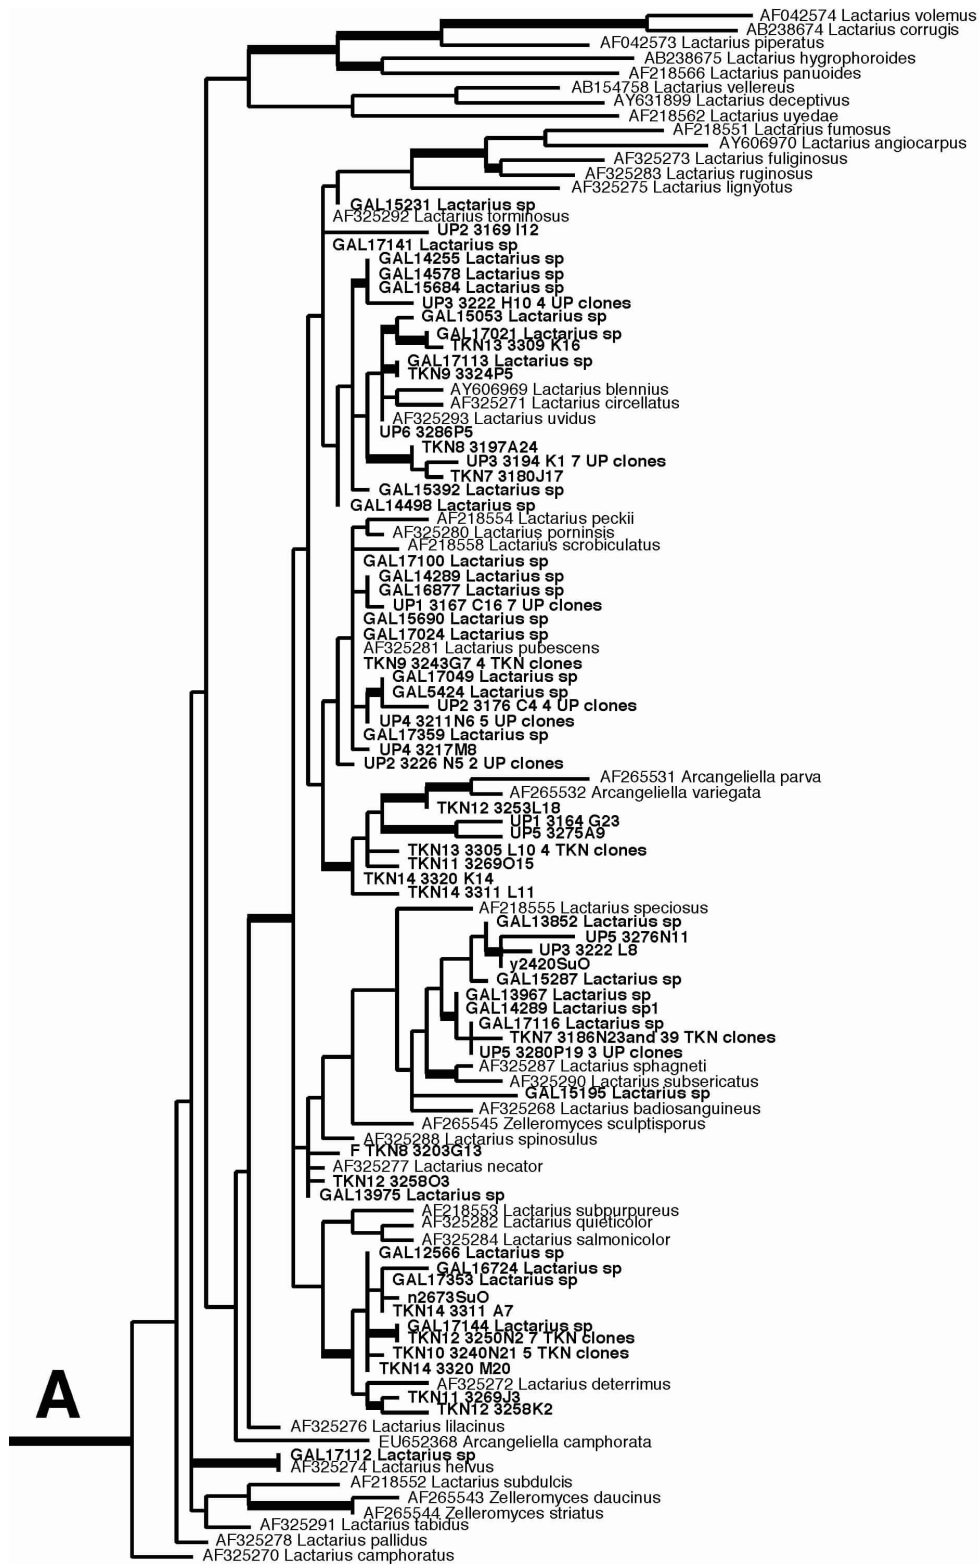 AF042574 Lactarius volemus
AB238674 Lactarius corrugis
AF042573 Lactarius piperatus
AB238675 Lactarius hygrophoroides
AF218566 Lactarius panuoides
AB154758 Lactarius vellereus
AY631899 Lactarius deceptivus
AF218562 Lactarius uyedae
AF218551 Lactarius fumosus
AY606970 Lactarius angiocarpus
AF325273 Lactarius fuliginosus
AF325283 Lactarius ruginosus
AF325275 Lactarius lignyotus
GAL15231 Lactarius sp
AF325292 Lactarius torminosus
UP2 3169 I12
GAL17141 Lactarius sp
GAL14255 Lactarius sp
GAL14578 Lactarius sp
GAL15684 Lactarius sp
UP3 3222 H10 4 UP clones
GAL15053 Lactarius sp
GAL17021 Lactarius sp
TKN13 3309 K16
GAL17113 Lactarius sp
TKN9 3324P5
AY606969 Lactarius blennius
AF325271 Lactarius circellatus
AF325293 Lactarius uvidus
UP6 3286P5
TKN8 3197A24
UP3 3194 K1 7 UP clones
TKN7 3180J17
GAL15392 Lactarius sp
GAL14498 Lactarius sp
AF218554 Lactarius peckii
AF325280 Lactarius porninsis
AF218558 Lactarius scrobiculatus
GAL17100 Lactarius sp
GAL14289 Lactarius sp
GAL16877 Lactarius sp
UP1 3167 C16 7 UP clones
GAL15690 Lactarius sp
GAL17024 Lactarius sp
AF325281 Lactarius pubescens
TKN9 3243G7 4 TKN clones
GAL17049 Lactarius sp
GAL5424 Lactarius sp
UP2 3176 C4 4 UP clones
UP4 3211N6 5 UP clones
GAL17359 Lactarius sp
UP4 3217M8
UP2 3226 N5 2 UP clones
AF265531 Arcangeliella parva
AF265532 Arcangeliella variegata
TKN12 3253L18
UP1 3164 G23
UP5 3275A9
TKN13 3305 L10 4 TKN clones
TKN11 3269O15
TKN14 3320 K14
TKN14 3311 L11
AF218555 Lactarius speciosus
GAL13852 Lactarius sp
UP5 3276N11
UP3 3222 L8
y2420SuO
GAL15287 Lactarius sp
GAL13967 Lactarius sp
GAL14289 Lactarius sp1
GAL17116 Lactarius sp
TKN7 3186N23and 39 TKN clones
UP5 3280P19 3 UP clones
AF325287 Lactarius sphagneti
AF325290 Lactarius subsericatus
GAL15195 Lactarius sp
AF325268 Lactarius badiosanguineus
AF265545 Zelleromyces sculptisporus
AF325288 Lactarius spinosulus
F TKN8 3203G13
AF325277 Lactarius necator
TKN12 3258O3
GAL13975 Lactarius sp
AF218553 Lactarius subpurpureus
AF325282 Lactarius quieticolor
AF325284 Lactarius salmonicolor
GAL12566 Lactarius sp
GAL16724 Lactarius sp
GAL17353 Lactarius sp
n2673SuO
TKN14 3311 A7
GAL17144 Lactarius sp
TKN12 3250N2 7 TKN clones
TKN10 3240N21 5 TKN clones
TKN14 3320 M20
AF325272 Lactarius deterrimus
TKN11 3269J3
TKN12 3258K2
A
AF325276 Lactarius lilacinus
EU652368 Arcangeliella camphorata
GAL17112 Lactarius sp
AF325274 Lactarius helvus
AF218552 Lactarius subdulcis
AF265543 Zelleromyces daucinus
AF265544 Zelleromyces striatus
AF325291 Lactarius tabidus
AF325278 Lactarius pallidus
AF325270 Lactarius camphoratus